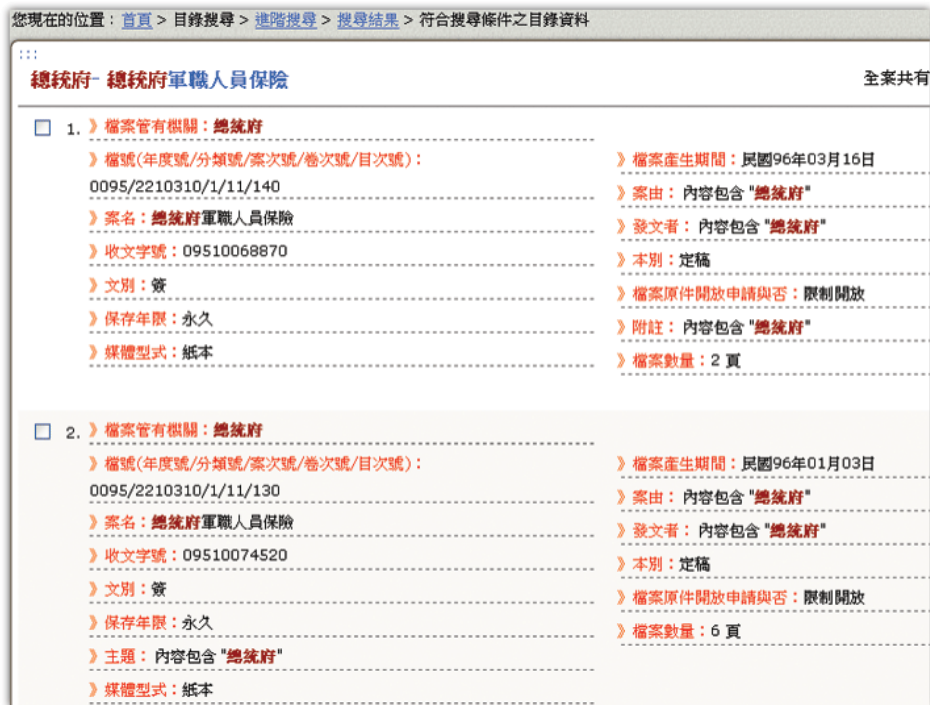 您現在的位置：首頁 > 目錄搜尋 > 進階搜尋 > 搜尋結果 > 符合搜尋條件之目錄資料
總統府- 總統府軍職人員保險
全案共有
1. 》檔案管有機關：總統府
》檔號(年度號/分類號/案次號/卷次號/目次號)：
0095/2210310/1/11/140
》案名：總統府軍職人員保險
》收文字號：09510068870
》文別：簽
》保存年限：永久
》媒體型式：紙本
》檔案產生期間：民國96年03月16日
》案由： 內容包含 "總統府"
》發文者： 內容包含 "總統府"
》本別：定稿
》檔案原件開放申請與否：限制開放
》附註： 內容包含 "總統府"
》檔案數量：2 頁
2. 》檔案管有機關：總統府
》檔號(年度號/分類號/案次號/卷次號/目次號)：
0095/2210310/1/11/130
》案名：總統府軍職人員保險
》收文字號：09510074520
》文別：簽
》保存年限：永久
》主題： 內容包含 "總統府"
》媒體型式：紙本
》檔案產生期間：民國96年01月03日
》案由： 內容包含 "總統府"
》發文者： 內容包含 "總統府"
》本別：定稿
》檔案原件開放申請與否：限制開放
》檔案數量：6 頁